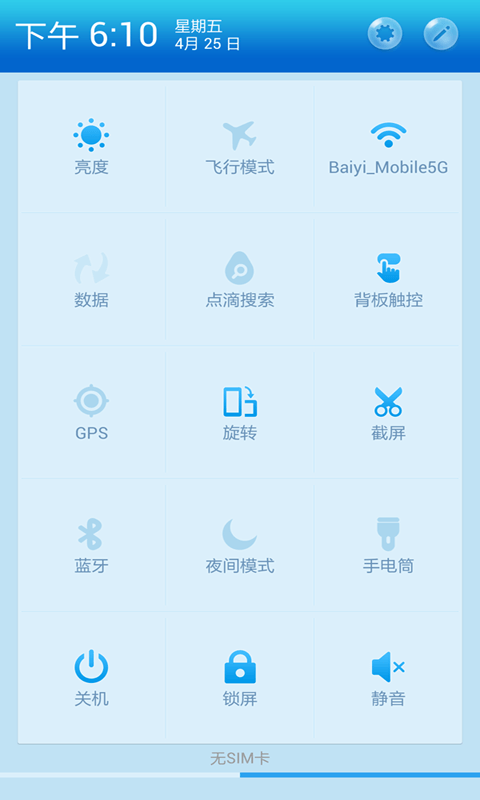 下午 6:10
星期五
4月 25 日
亮度
飞行模式
Baiyi_Mobile5G
数据
点滴搜索
背板触控
GPS
旋转
截屏
蓝牙
夜间模式
手电筒
关机
锁屏
静音
无SIM卡